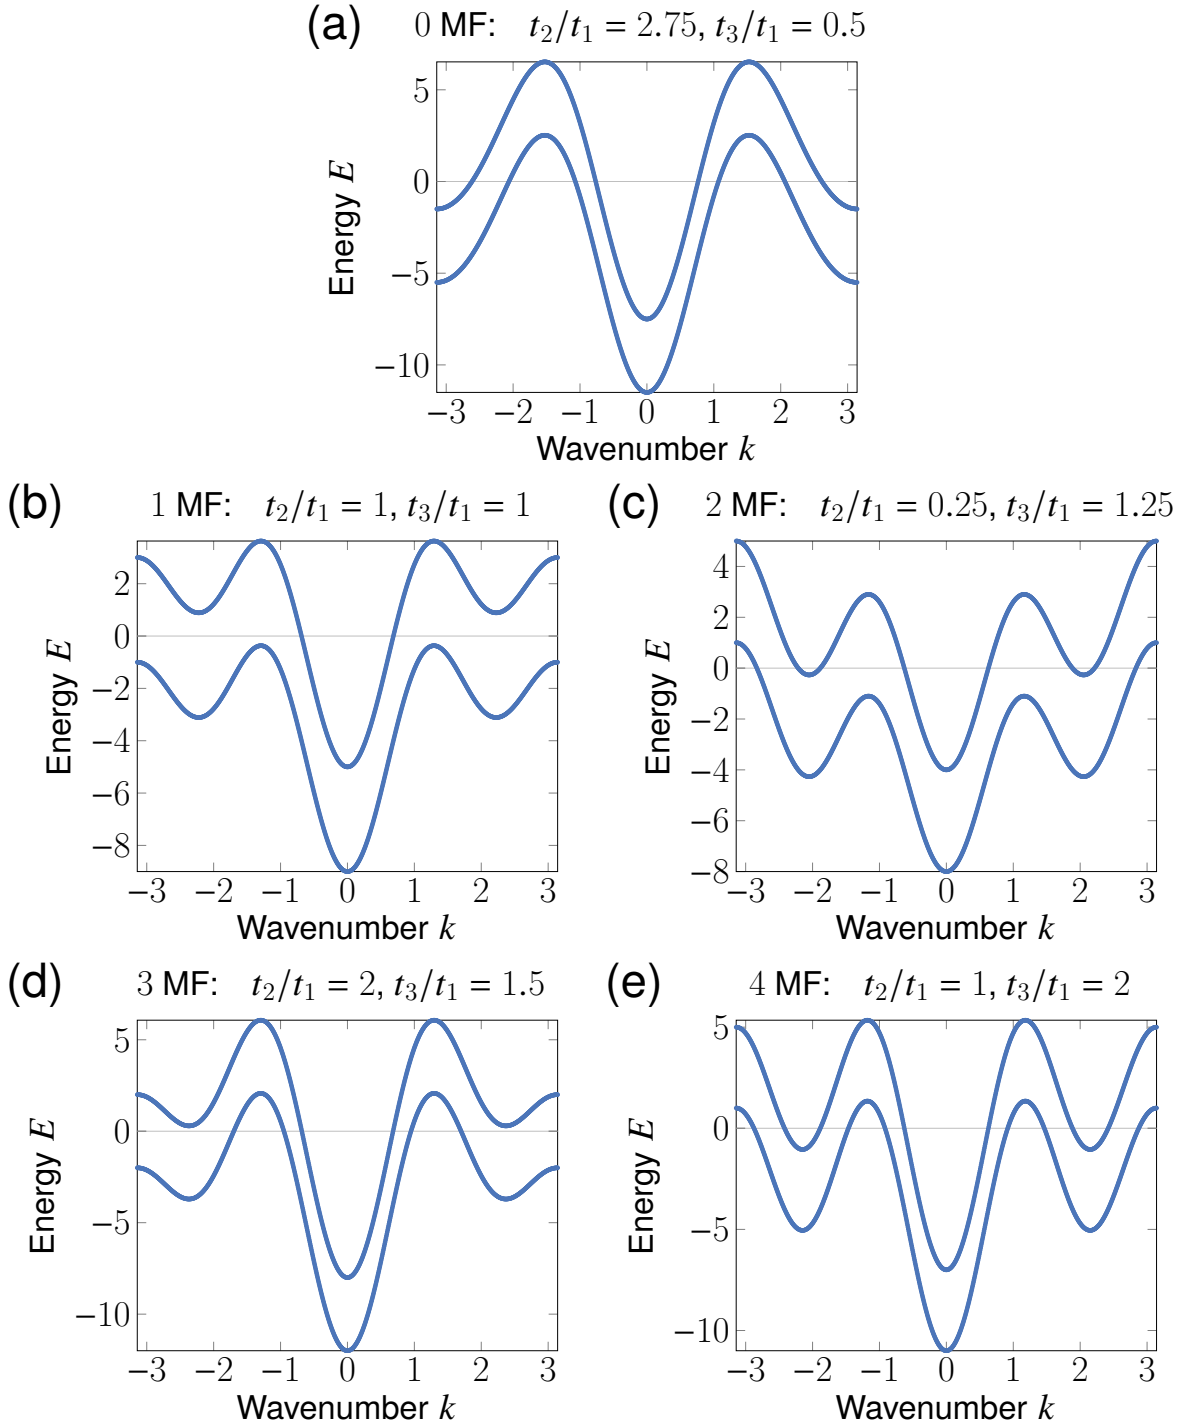 (a) 0 MF: t₂/t₁ = 2.75, t₃/t₁ = 0.5
5
0
−5
−10
Energy E
−3 −2 −1 0 1 2 3
Wavenumber k
(b) 1 MF: t₂/t₁ = 1, t₃/t₁ = 1
2
0
−2
−4
−6
−8
Energy E
−3 −2 −1 0 1 2 3
Wavenumber k
(c) 2 MF: t₂/t₁ = 0.25, t₃/t₁ = 1.25
4
2
0
−2
−4
−6
−8
Energy E
−3 −2 −1 0 1 2 3
Wavenumber k
(d) 3 MF: t₂/t₁ = 2, t₃/t₁ = 1.5
5
0
−5
−10
Energy E
−3 −2 −1 0 1 2 3
Wavenumber k
(e) 4 MF: t₂/t₁ = 1, t₃/t₁ = 2
5
0
−5
−10
Energy E
−3 −2 −1 0 1 2 3
Wavenumber k